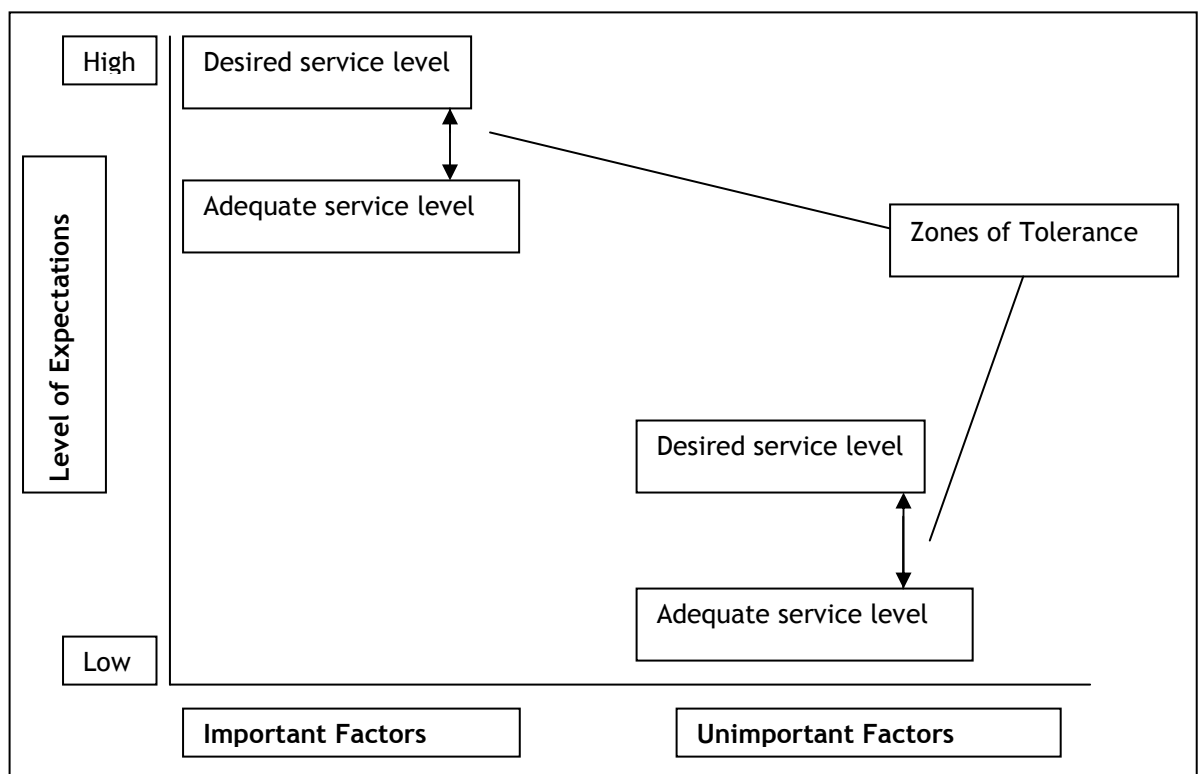 High
Desired service level
Adequate service level
Zones of Tolerance
Level of Expectations
Desired service level
Adequate service level
Low
Important Factors
Unimportant Factors